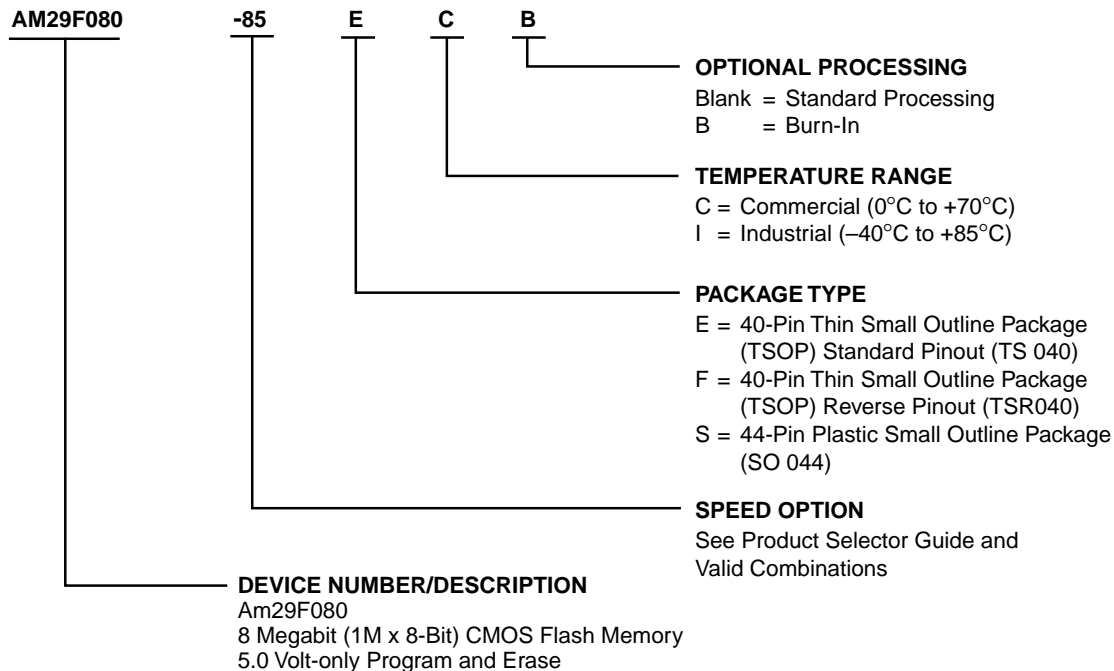 AM29F080 -85 E C B
OPTIONAL PROCESSING
Blank = Standard Processing
B = Burn-In
TEMPERATURE RANGE
C = Commercial (0°C to +70°C)
I = Industrial (–40°C to +85°C)
PACKAGE TYPE
E = 40-Pin Thin Small Outline Package
(TSOP) Standard Pinout (TS 040)
F = 40-Pin Thin Small Outline Package
(TSOP) Reverse Pinout (TSR040)
S = 44-Pin Plastic Small Outline Package
(SO 044)
SPEED OPTION
See Product Selector Guide and
Valid Combinations
DEVICE NUMBER/DESCRIPTION
Am29F080
8 Megabit (1M x 8-Bit) CMOS Flash Memory
5.0 Volt-only Program and Erase